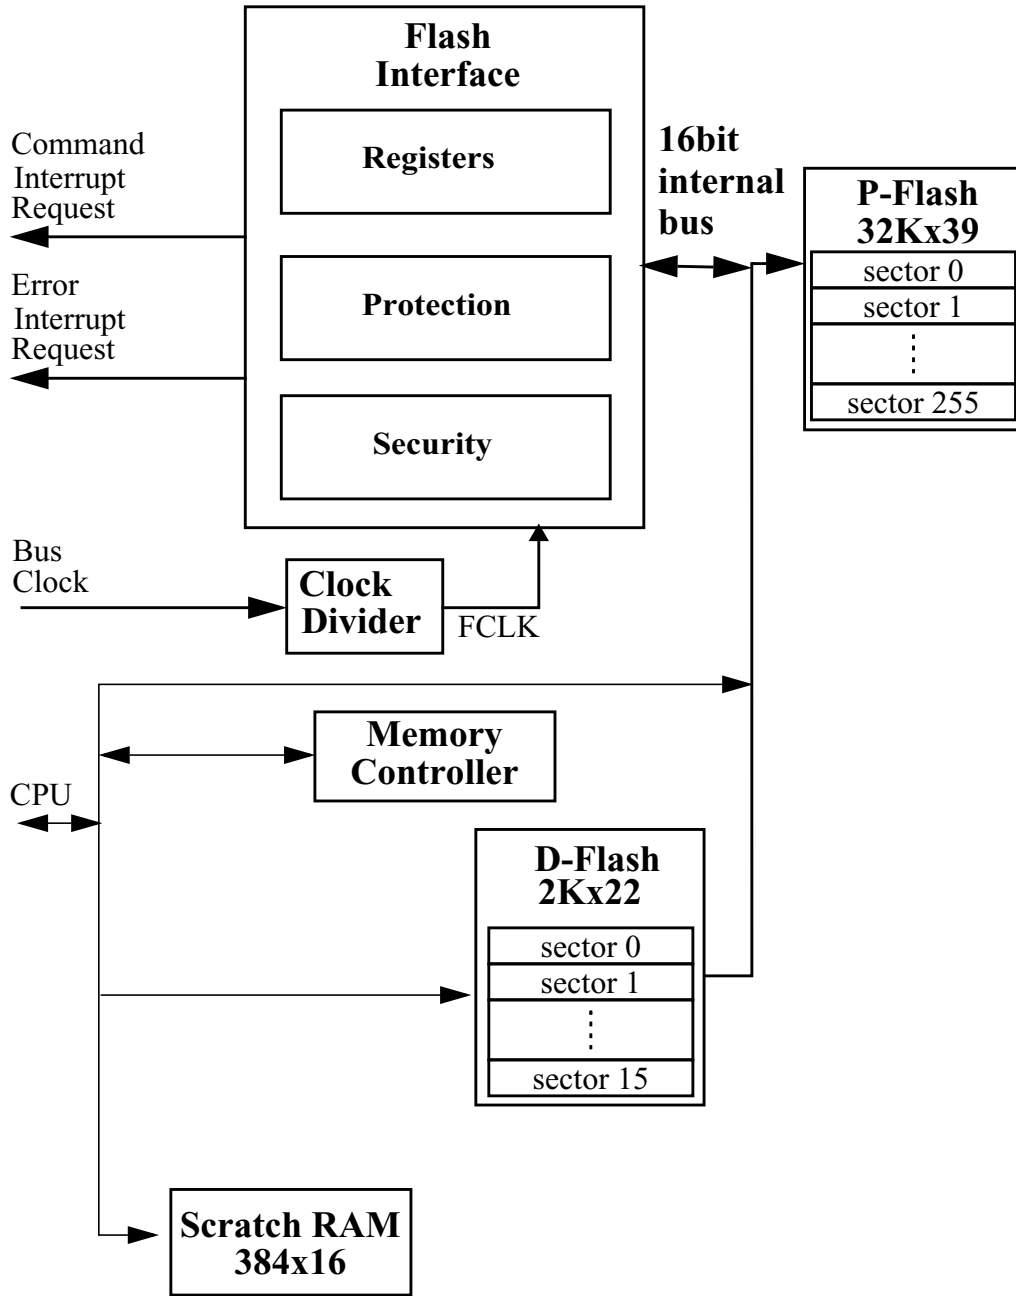 Flash
Interface
Registers
Protection
Security
Command
Interrupt
Request
Error
Interrupt
Request
16bit
internal
bus
P-Flash
32Kx39
sector 0
sector 1
sector 255
Bus
Clock
Clock
Divider
FCLK
Memory
Controller
CPU
D-Flash
2Kx22
sector 0
sector 1
sector 15
Scratch RAM
384x16